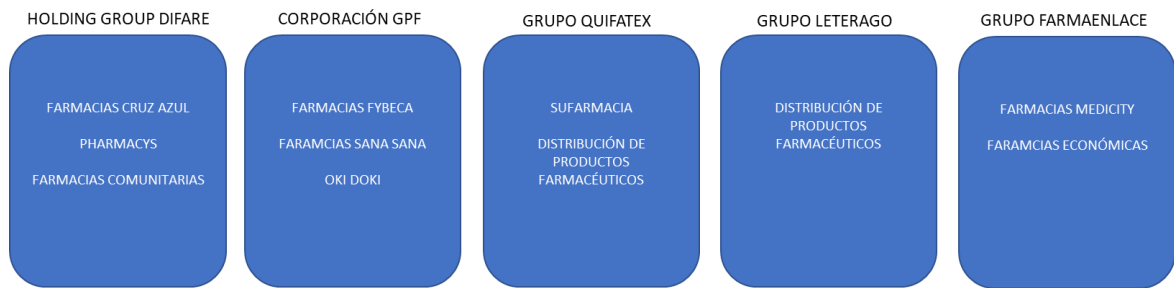 HOLDING GROUP DIFARE
FARMACIAS CRUZ AZUL
PHARMACYS
FARMACIAS COMUNITARIAS
CORPORACIÓN GPF
FARMACIAS FYBECA
FARAMCIAS SANA SANA
OKI DOKI
GRUPO QUIFATEX
SUFARMACIA
DISTRIBUCIÓN DE
PRODUCTOS
FARMACÉUTICOS
GRUPO LETERAGO
DISTRIBUCIÓN DE
PRODUCTOS
FARMACÉUTICOS
GRUPO FARMAENLACE
FARMACIAS MEDICITY
FARAMCIAS ECONÓMICAS